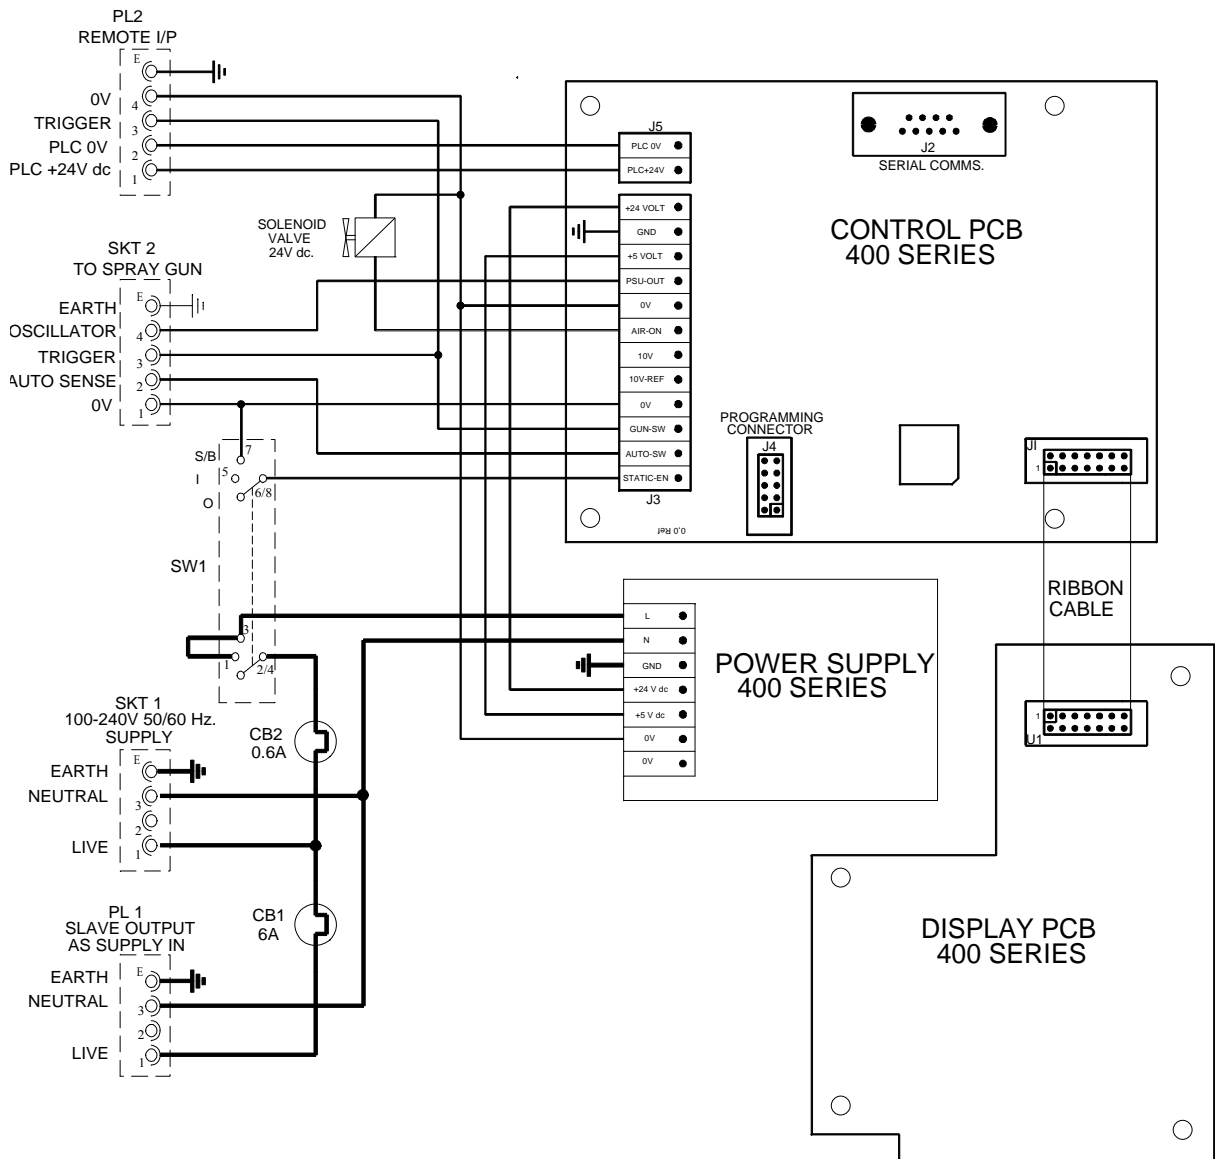 PL2
REMOTE I/P
E
0V
4
TRIGGER
3
PLC 0V
2
PLC +24V dc
1
SOLENOID
VALVE
24V dc.
SKT 2
TO SPRAY GUN
E
EARTH
OSCILLATOR
4
TRIGGER
3
AUTO SENSE
2
0V
1
J5
PLC 0V
PLC+24V
+24 VOLT
GND
+5 VOLT
PSU-OUT
0V
AIR-ON
10V
10V-REF
0V
GUN-SW
AUTO-SW
STATIC-EN
J3
0,0 Ref
J2
SERIAL COMMS.
CONTROL PCB
400 SERIES
PROGRAMMING
CONNECTOR
J4
J1
1
RIBBON
CABLE
S/B
7
I
5
O
6/8
SW1
3
1
2/4
L
N
GND
+24 V dc
+5 V dc
0V
0V
POWER SUPPLY
400 SERIES
SKT 1
100-240V 50/60 Hz.
SUPPLY
E
EARTH
NEUTRAL
3
2
LIVE
1
CB2
0.6A
CB1
6A
PL 1
SLAVE OUTPUT
AS SUPPLY IN
E
EARTH
NEUTRAL
3
2
LIVE
1
1
U1
DISPLAY PCB
400 SERIES